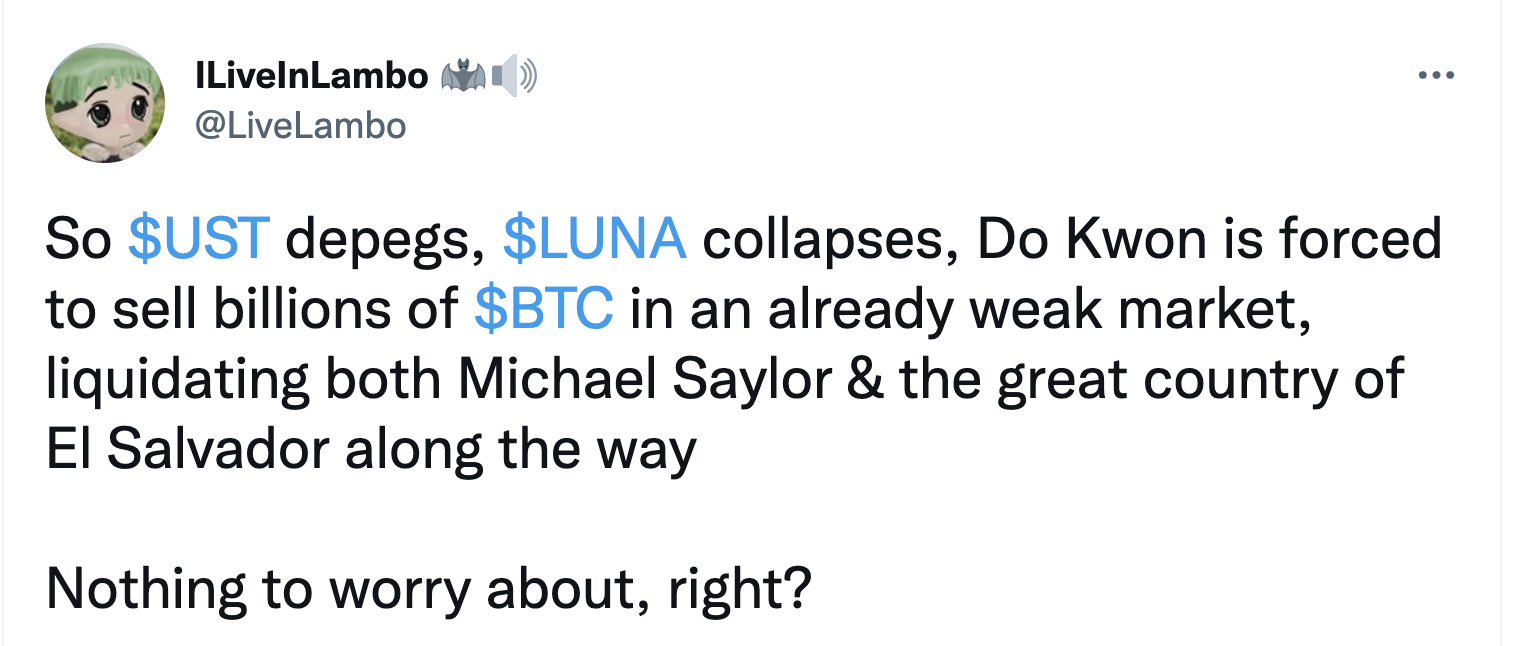 ILiveInLambo 🦇🔊
@LiveLambo
So $UST depegs, $LUNA collapses, Do Kwon is forced
to sell billions of $BTC in an already weak market,
liquidating both Michael Saylor & the great country of
El Salvador along the way
Nothing to worry about, right?